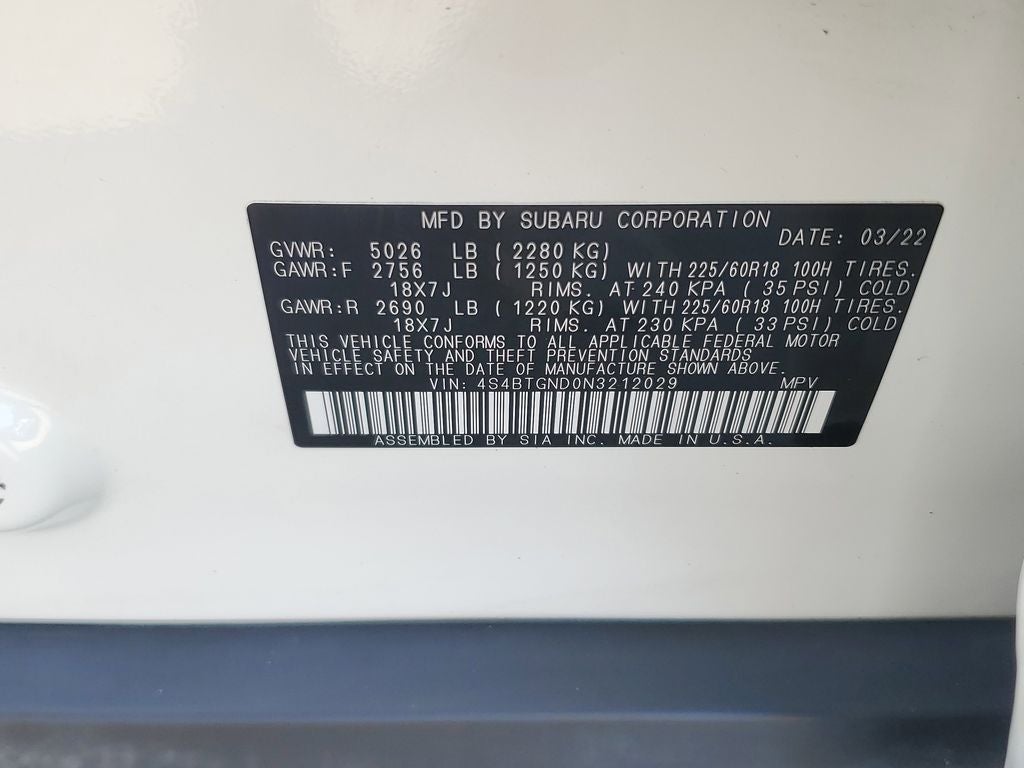 MFD BY SUBARU CORPORATION
DATE: 03/22
GVWR: 5026 LB ( 2280 KG)
GAWR:F 2756 LB ( 1250 KG) WITH 225/60R18 100H TIRES.
18X7J RIMS. AT 240 KPA ( 35 PSI) COLD
GAWR:R 2690 LB ( 1220 KG) WITH 225/60R18 100H TIRES.
18X7J RIMS. AT 230 KPA ( 33 PSI) COLD
THIS VEHICLE CONFORMS TO ALL APPLICABLE FEDERAL MOTOR
VEHICLE SAFETY AND THEFT PREVENTION STANDARDS
IN EFFECT ON THE DATE OF MANUFACTURE SHOWN ABOVE.
VIN: 4S4BTGND0N3212029 MPV
ASSEMBLED BY SIA INC. MADE IN U.S.A.